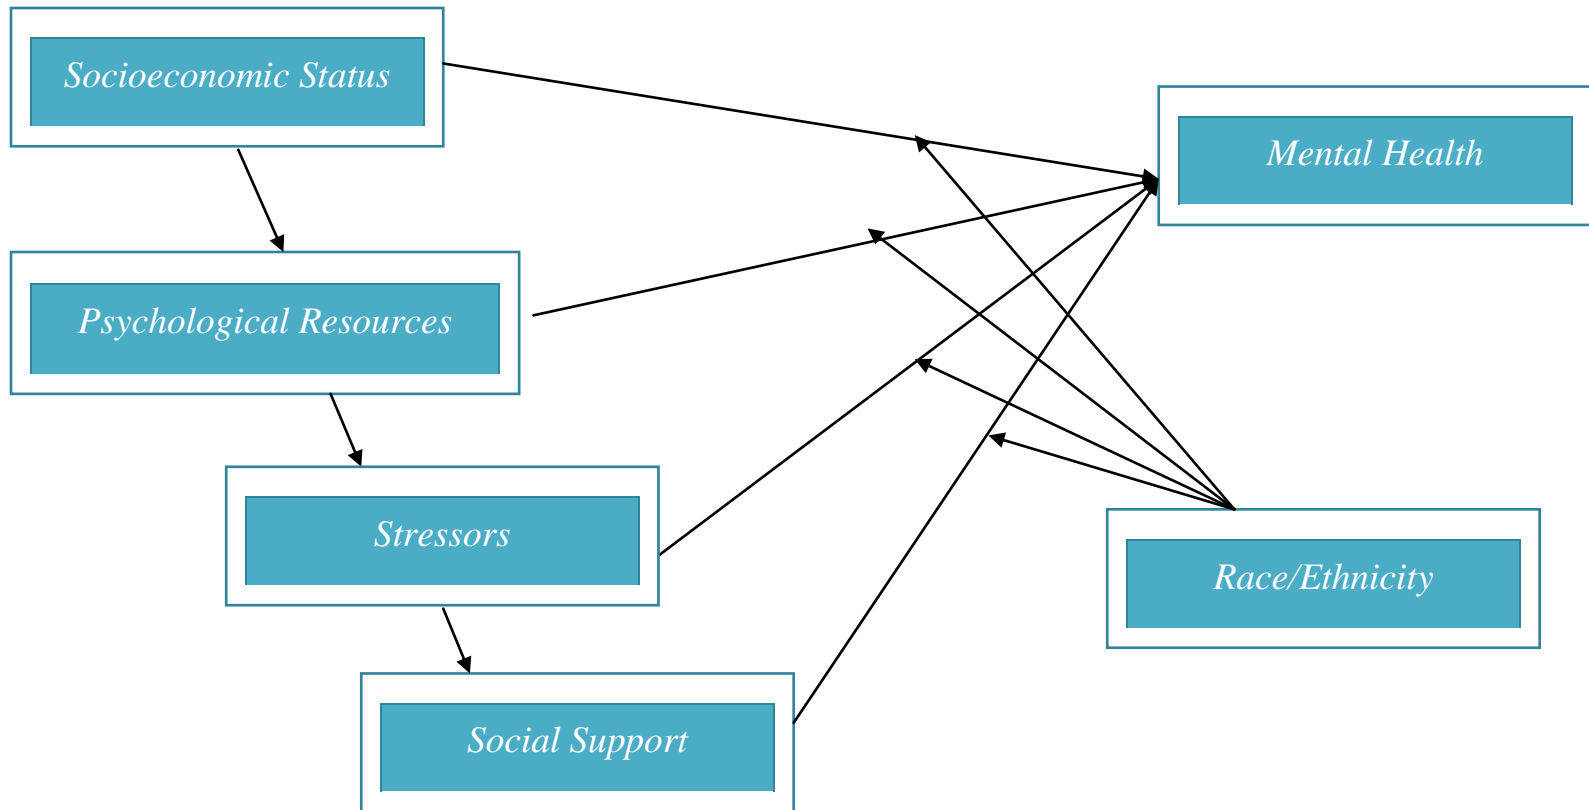 Socioeconomic Status
Mental Health
Psychological Resources
Stressors
Race/Ethnicity
Social Support